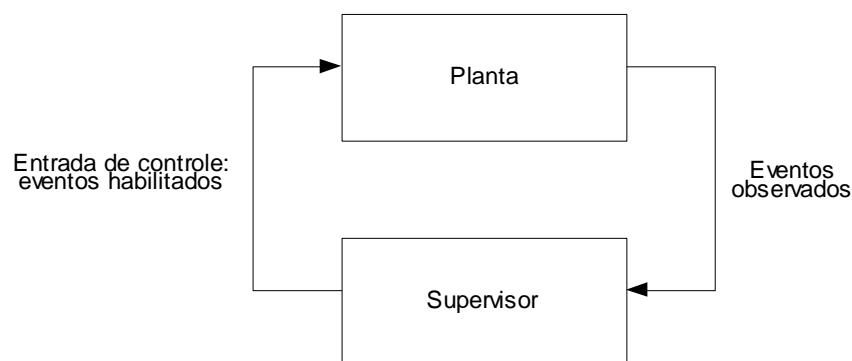 Planta
Entrada de controle:
eventos habilitados
Eventos
observados
Supervisor